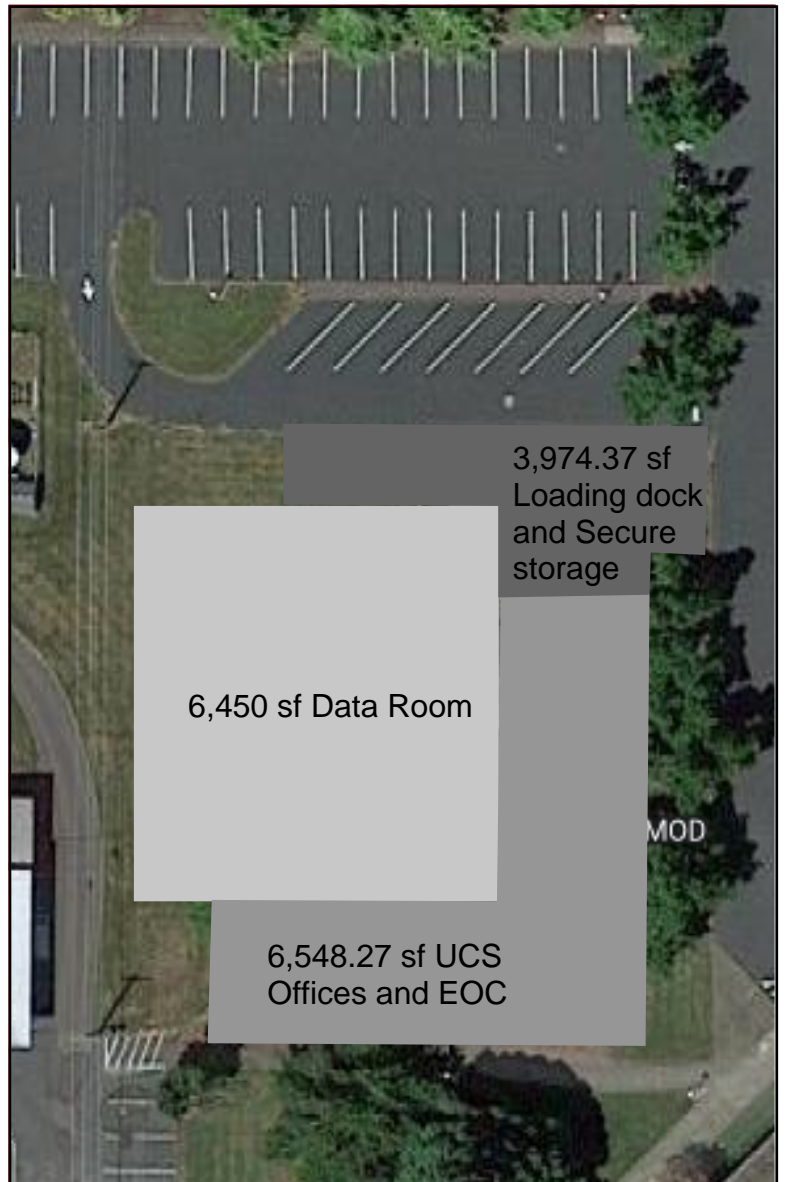 3,974.37 sf
Loading dock
and Secure
storage
6,450 sf Data Room
MOD
6,548.27 sf UCS
Offices and EOC